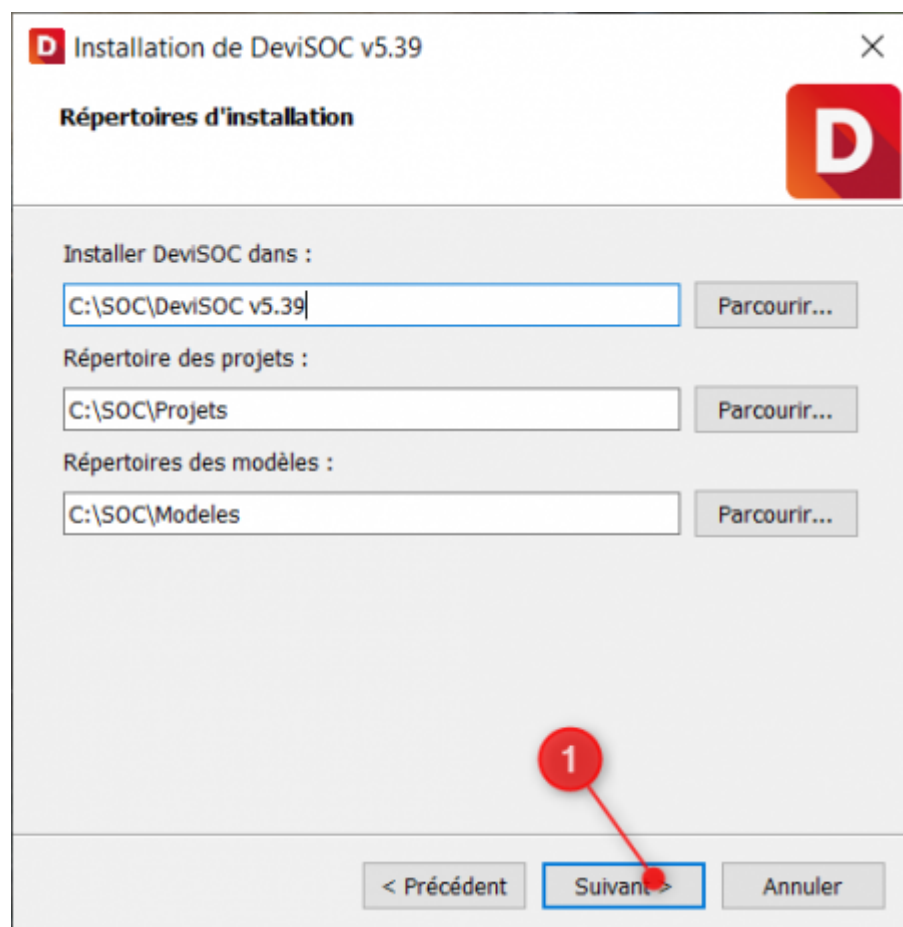 D Installation de DeviSOC v5.39
Répertoires d'installation
D
Installer DeviSOC dans :
C:\SOC\DeviSOC v5.39
Parcourir...
Répertoire des projets :
C:\SOC\Projets
Parcourir...
Répertoires des modèles :
C:\SOC\Modeles
Parcourir...
1
< Précédent
Suivant >
Annuler